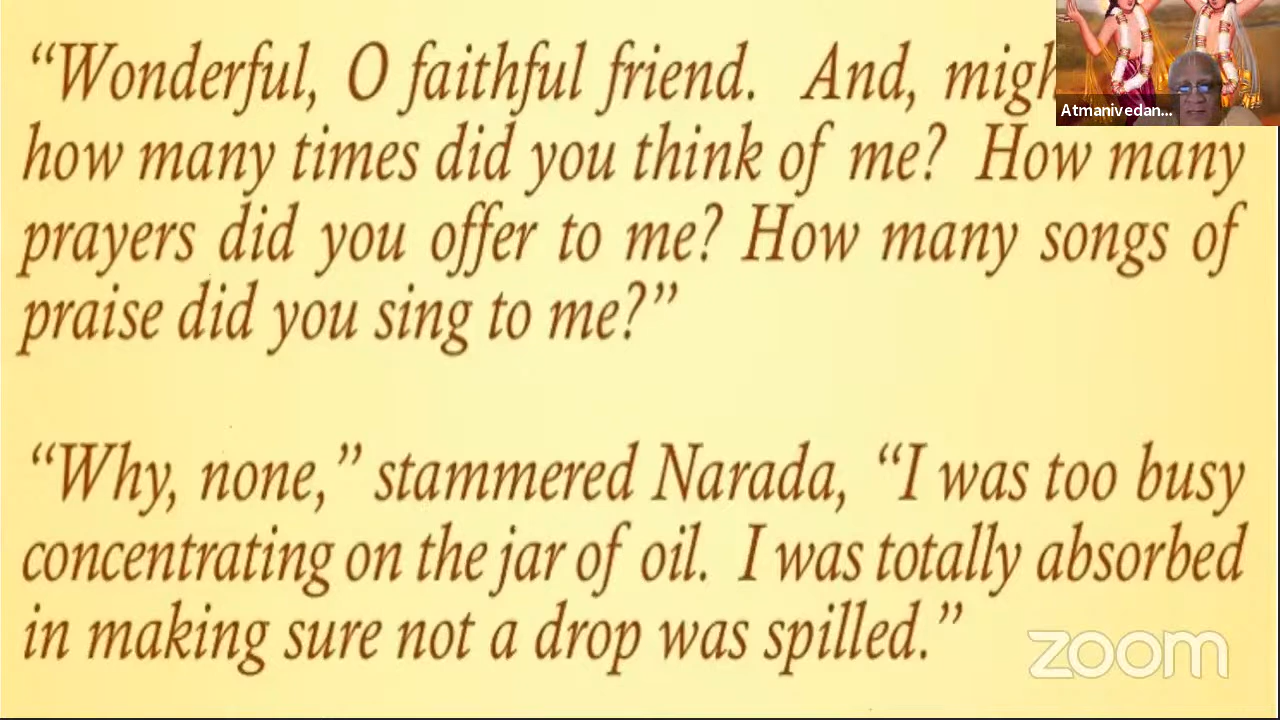 “Wonderful, O faithful friend. And,
how many times did you think of me? How many
prayers did you offer to me? How many songs of
praise did you sing to me?”
“Why, none,” stammered Narada, “I was too busy
concentrating on the jar of oil. I was totally absorbed
in making sure not a drop was spilled.”
Atmanivedan...
zoom